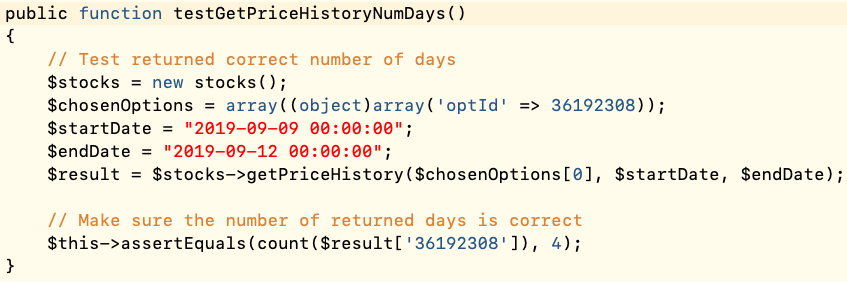 public function testGetPriceHistoryNumDays()
{
    // Test returned correct number of days
    $stocks = new stocks();
    $chosenOptions = array((object)array('optId' => 36192308));
    $startDate = "2019-09-09 00:00:00";
    $endDate = "2019-09-12 00:00:00";
    $result = $stocks->getPriceHistory($chosenOptions[0], $startDate, $endDate);

    // Make sure the number of returned days is correct
    $this->assertEquals(count($result['36192308']), 4);
}